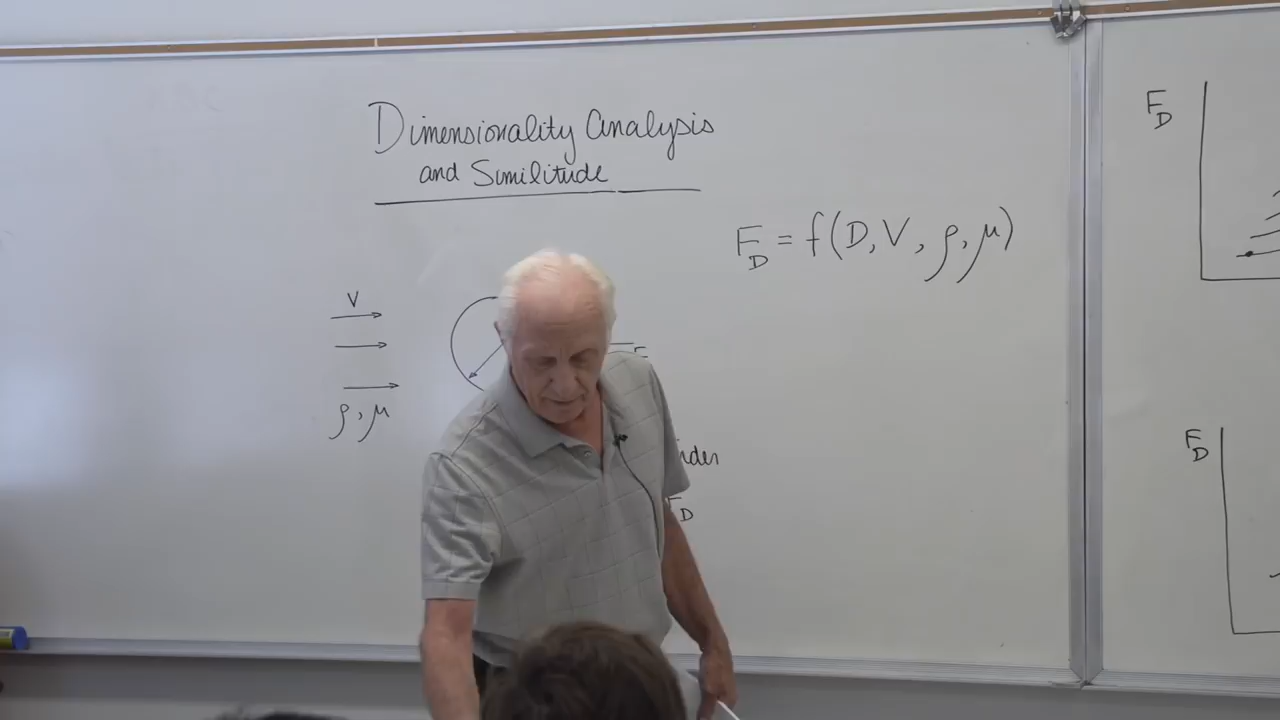 Dimensionality Analysis
and Similitude
F_D = f(D, V, ρ, μ)
V
ρ, μ
F_D
F_D